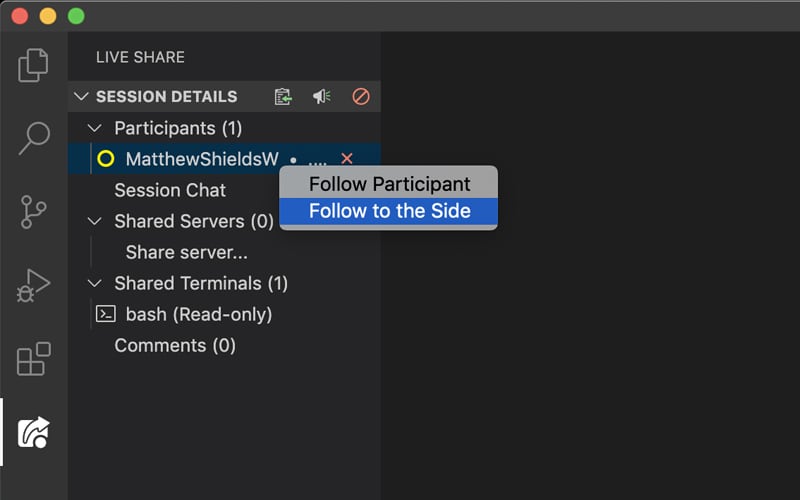 LIVE SHARE
SESSION DETAILS
Participants (1)
MatthewShieldsW • ....
Follow Participant
Session Chat
Follow to the Side
Shared Servers (0)
Share server...
Shared Terminals (1)
bash (Read-only)
Comments (0)